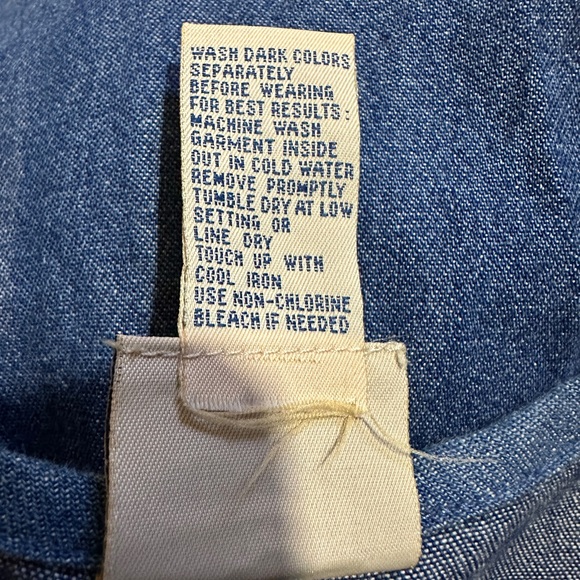 WASH DARK COLORS
SEPARATELY
BEFORE WEARING
FOR BEST RESULTS:
MACHINE WASH
GARMENT INSIDE
OUT IN COLD WATER
REMOVE PROMPTLY
TUMBLE DRY AT LOW
SETTING OR
LINE DRY
TOUCH UP WITH
COOL IRON
USE NON-CHLORINE
BLEACH IF NEEDED